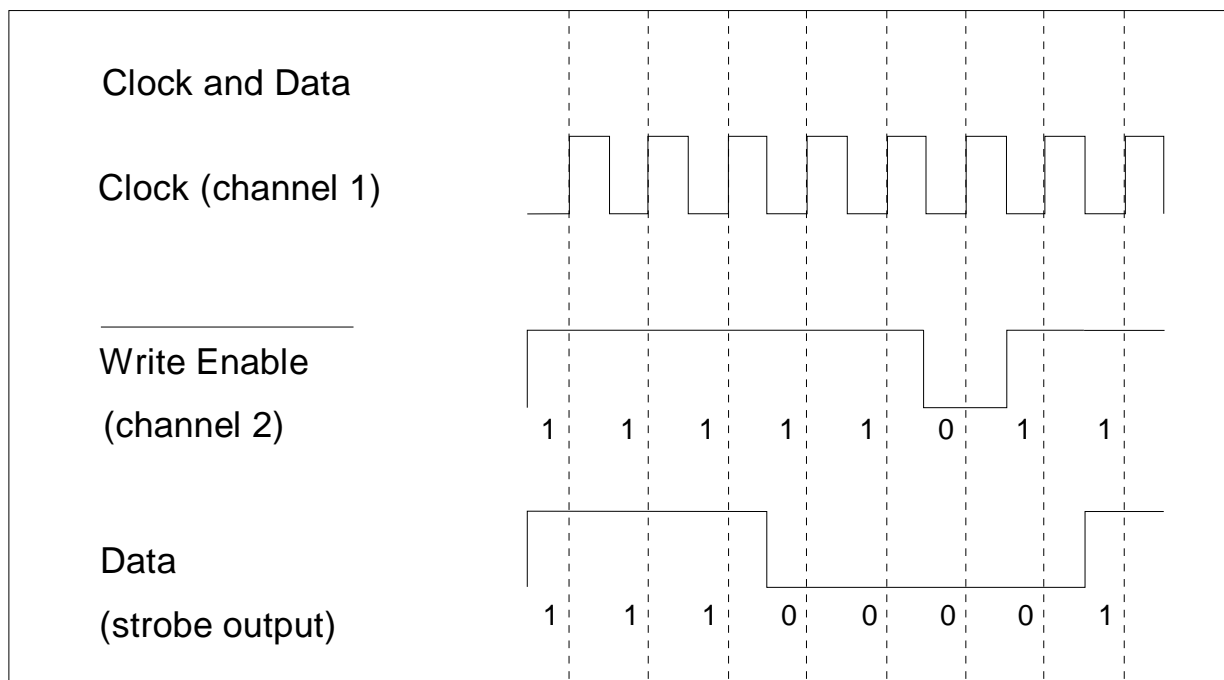 Clock and Data
Clock (channel 1)
Write Enable
(channel 2)
1 1 1 1 1 0 1 1
Data
(strobe output)
1 1 1 0 0 0 0 1